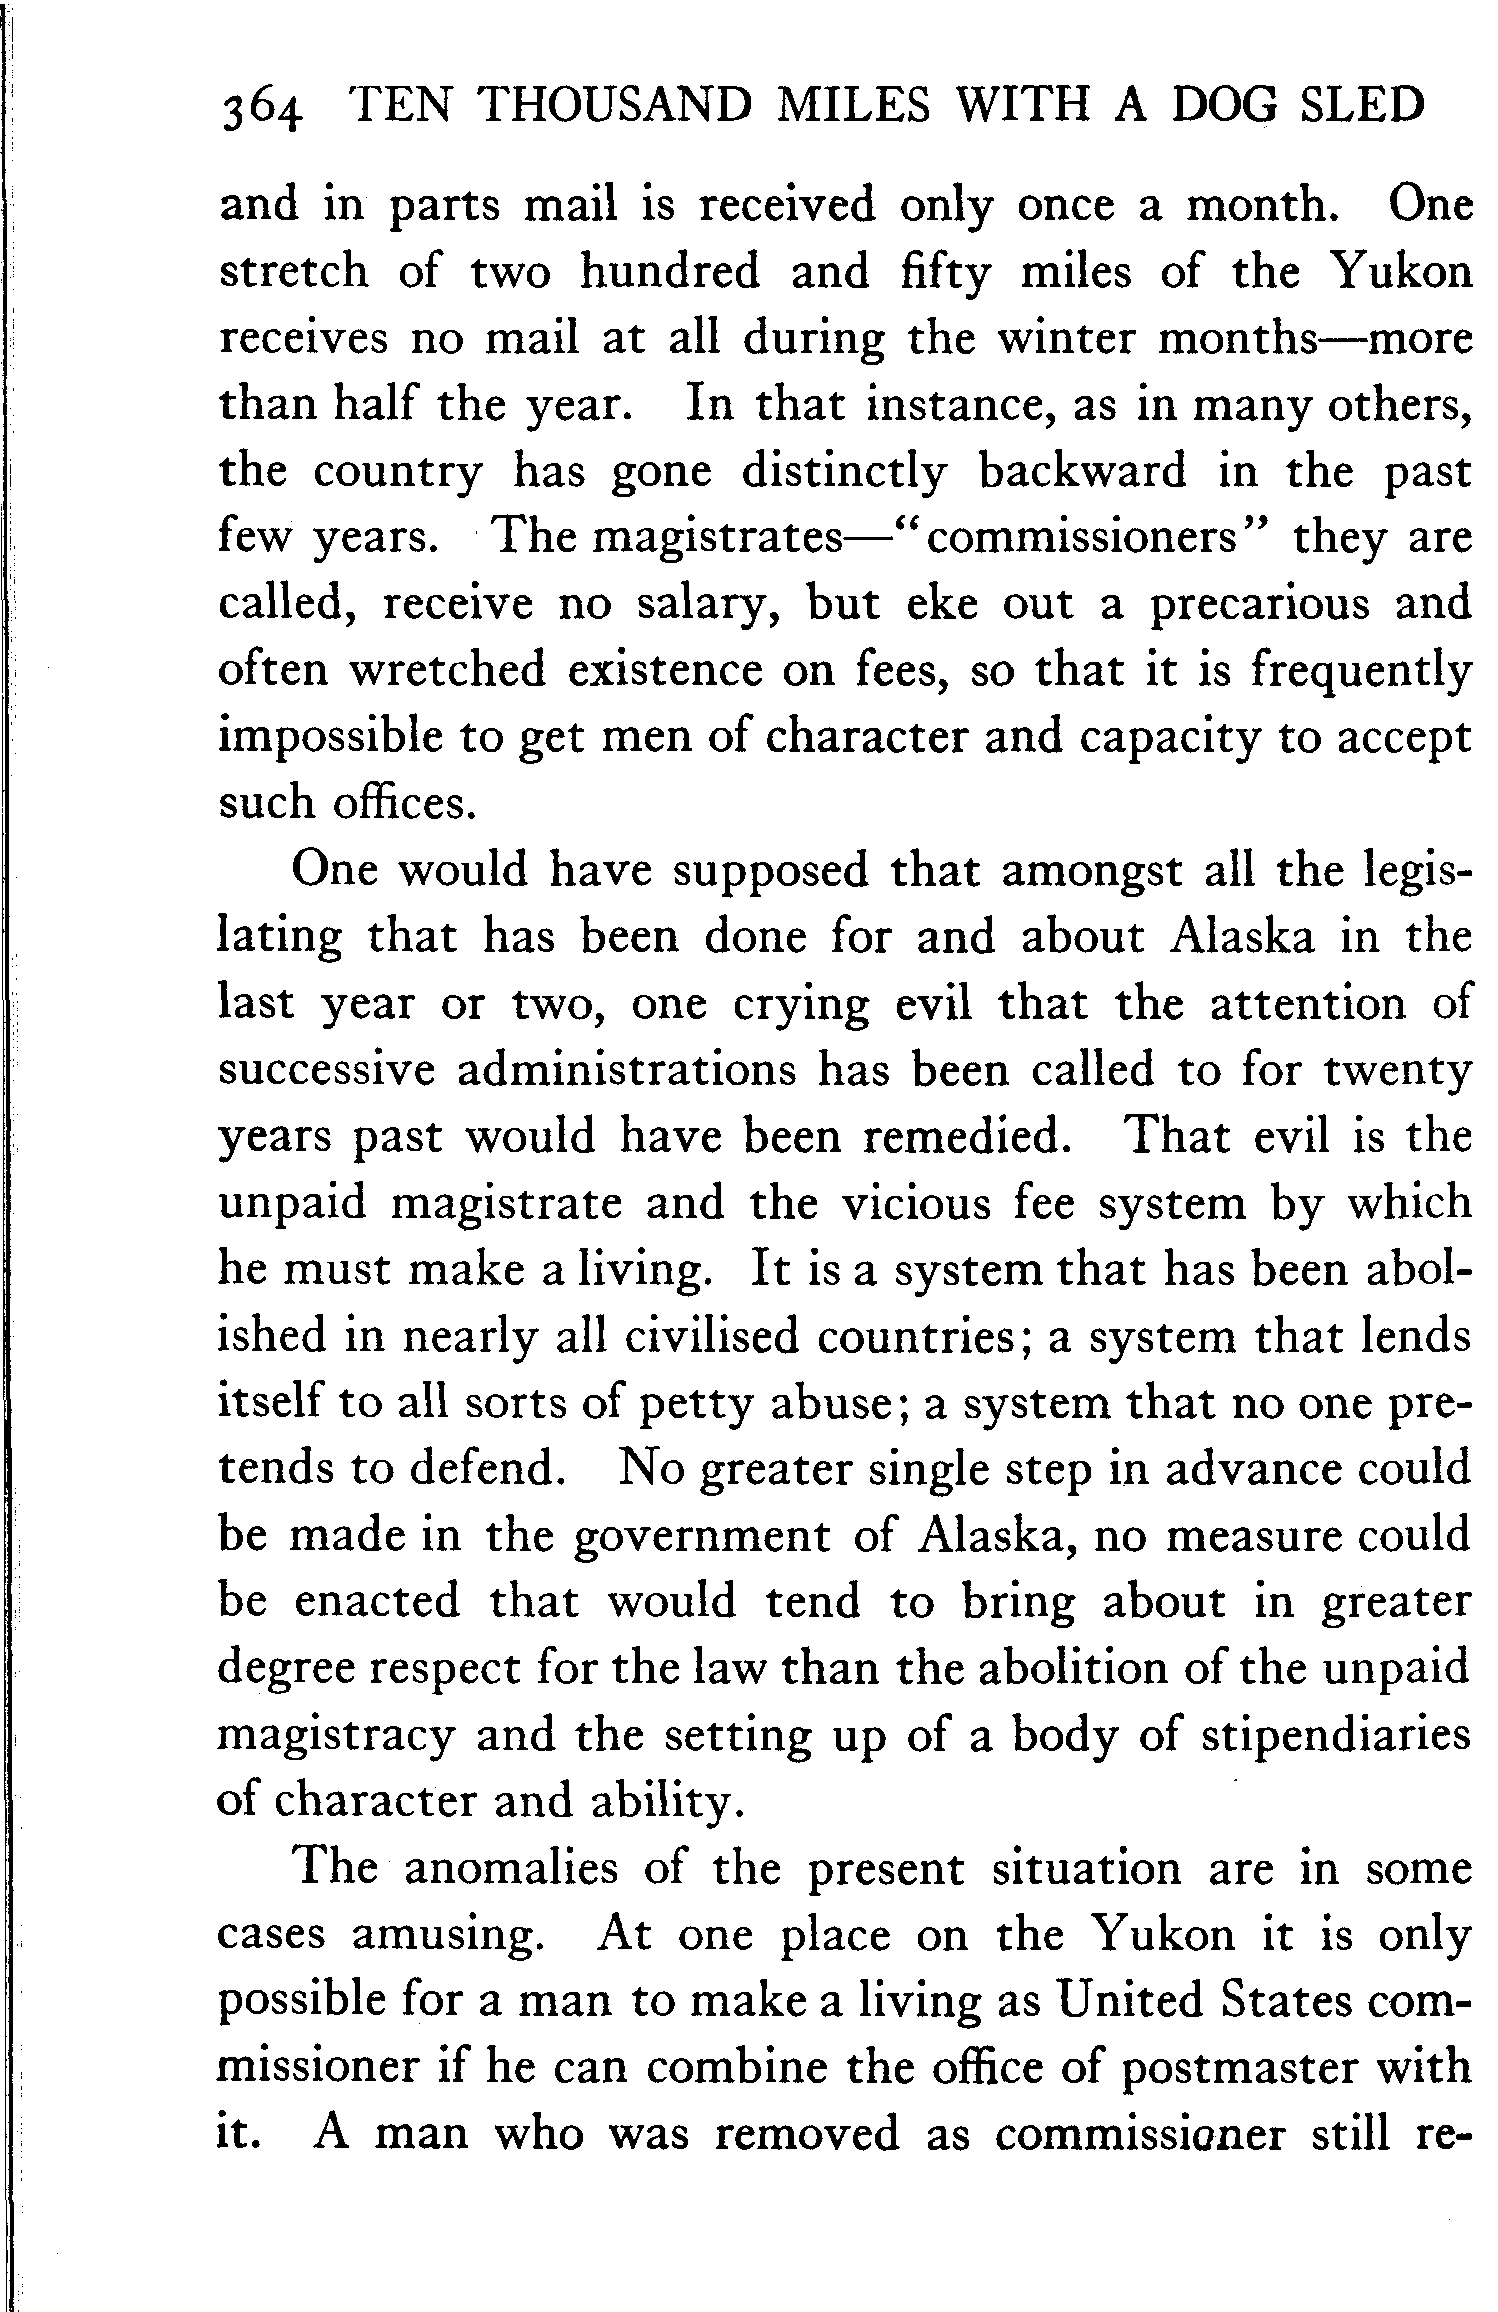 364 TEN THOUSAND MILES WITH A DOG SLED
and in parts mail is received only once a month. One
stretch of two hundred and fifty miles of the Yukon
receives no mail at all during the winter months—more
than half the year. In that instance, as in many others,
the country has gone distinctly backward in the past
few years. The magistrates—“commissioners” they are
called, receive no salary, but eke out a precarious and
often wretched existence on fees, so that it is frequently
impossible to get men of character and capacity to accept
such offices.
One would have supposed that amongst all the legis-
lating that has been done for and about Alaska in the
last year or two, one crying evil that the attention of
successive administrations has been called to for twenty
years past would have been remedied. That evil is the
unpaid magistrate and the vicious fee system by which
he must make a living. It is a system that has been abol-
ished in nearly all civilised countries; a system that lends
itself to all sorts of petty abuse; a system that no one pre-
tends to defend. No greater single step in advance could
be made in the government of Alaska, no measure could
be enacted that would tend to bring about in greater
degree respect for the law than the abolition of the unpaid
magistracy and the setting up of a body of stipendiaries
of character and ability.
The anomalies of the present situation are in some
cases amusing. At one place on the Yukon it is only
possible for a man to make a living as United States com-
missioner if he can combine the office of postmaster with
it. A man who was removed as commissioner still re-